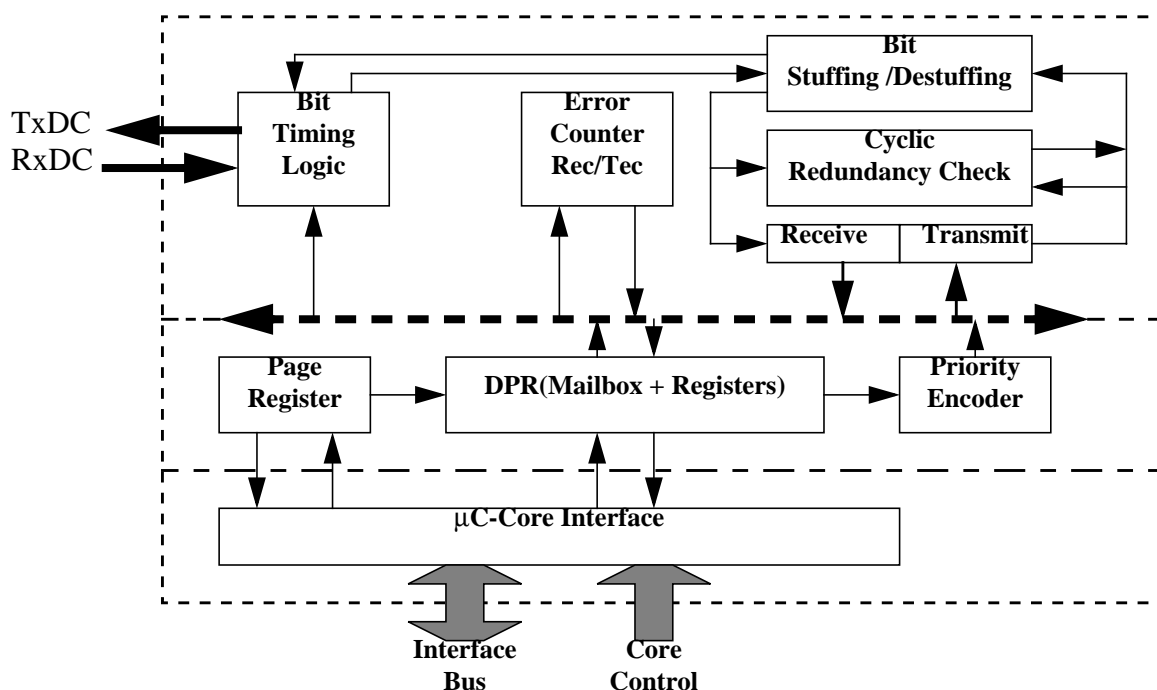 Bit
Stuffing /Destuffing
TxDC
RxDC
Bit
Timing
Logic
Error
Counter
Rec/Tec
Cyclic
Redundancy Check
Receive
Transmit
Page
Register
DPR(Mailbox + Registers)
Priority
Encoder
μC-Core Interface
Interface
Bus
Core
Control